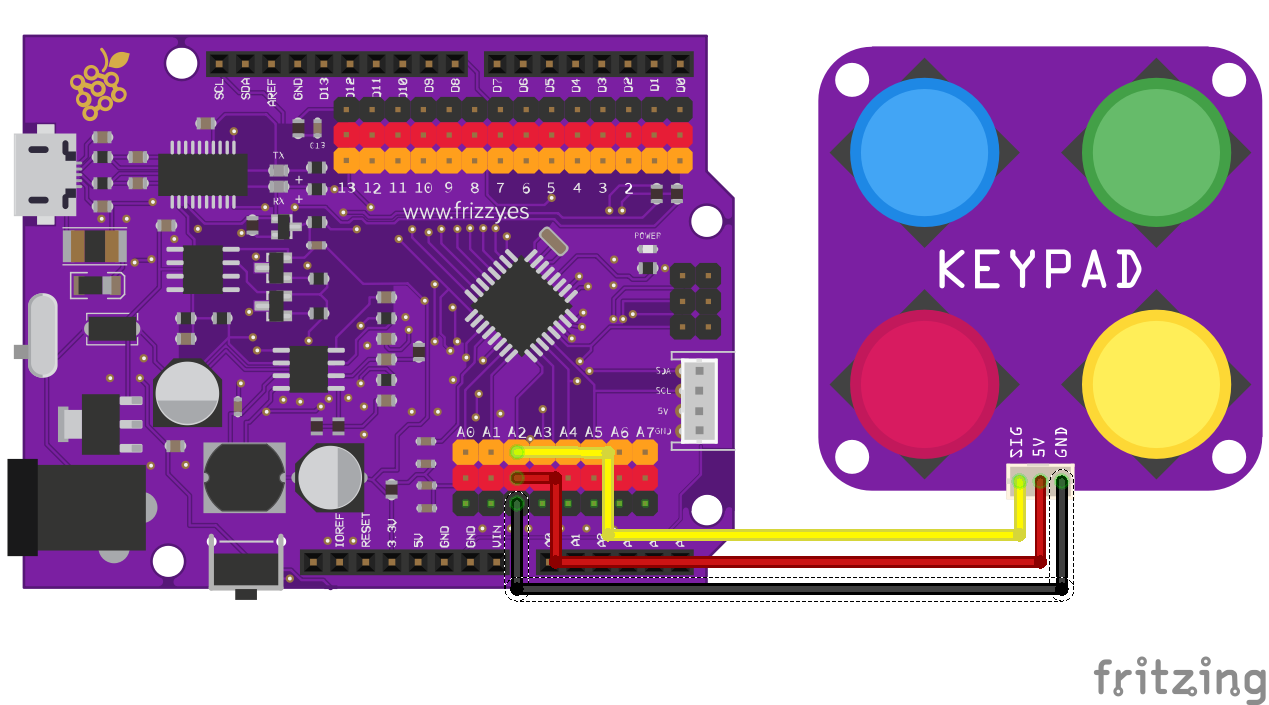 SCL SDA AREF GND D13 D12 D11 D10 D9 D8 D7 D6 D5 D4 D3 D2 D1 D0
TX
RX
+
+
13 12 11 10 9 8 7 6 5 4 3 2
www.frizzy.es
POWER
KEYPAD
SDA
SCL
5V
GND
A0 A1 A2 A3 A4 A5 A6 A7
SIG 5V GND
IOREF RESET 3.3V 5V GND GND VIN A0 A1
fritzing